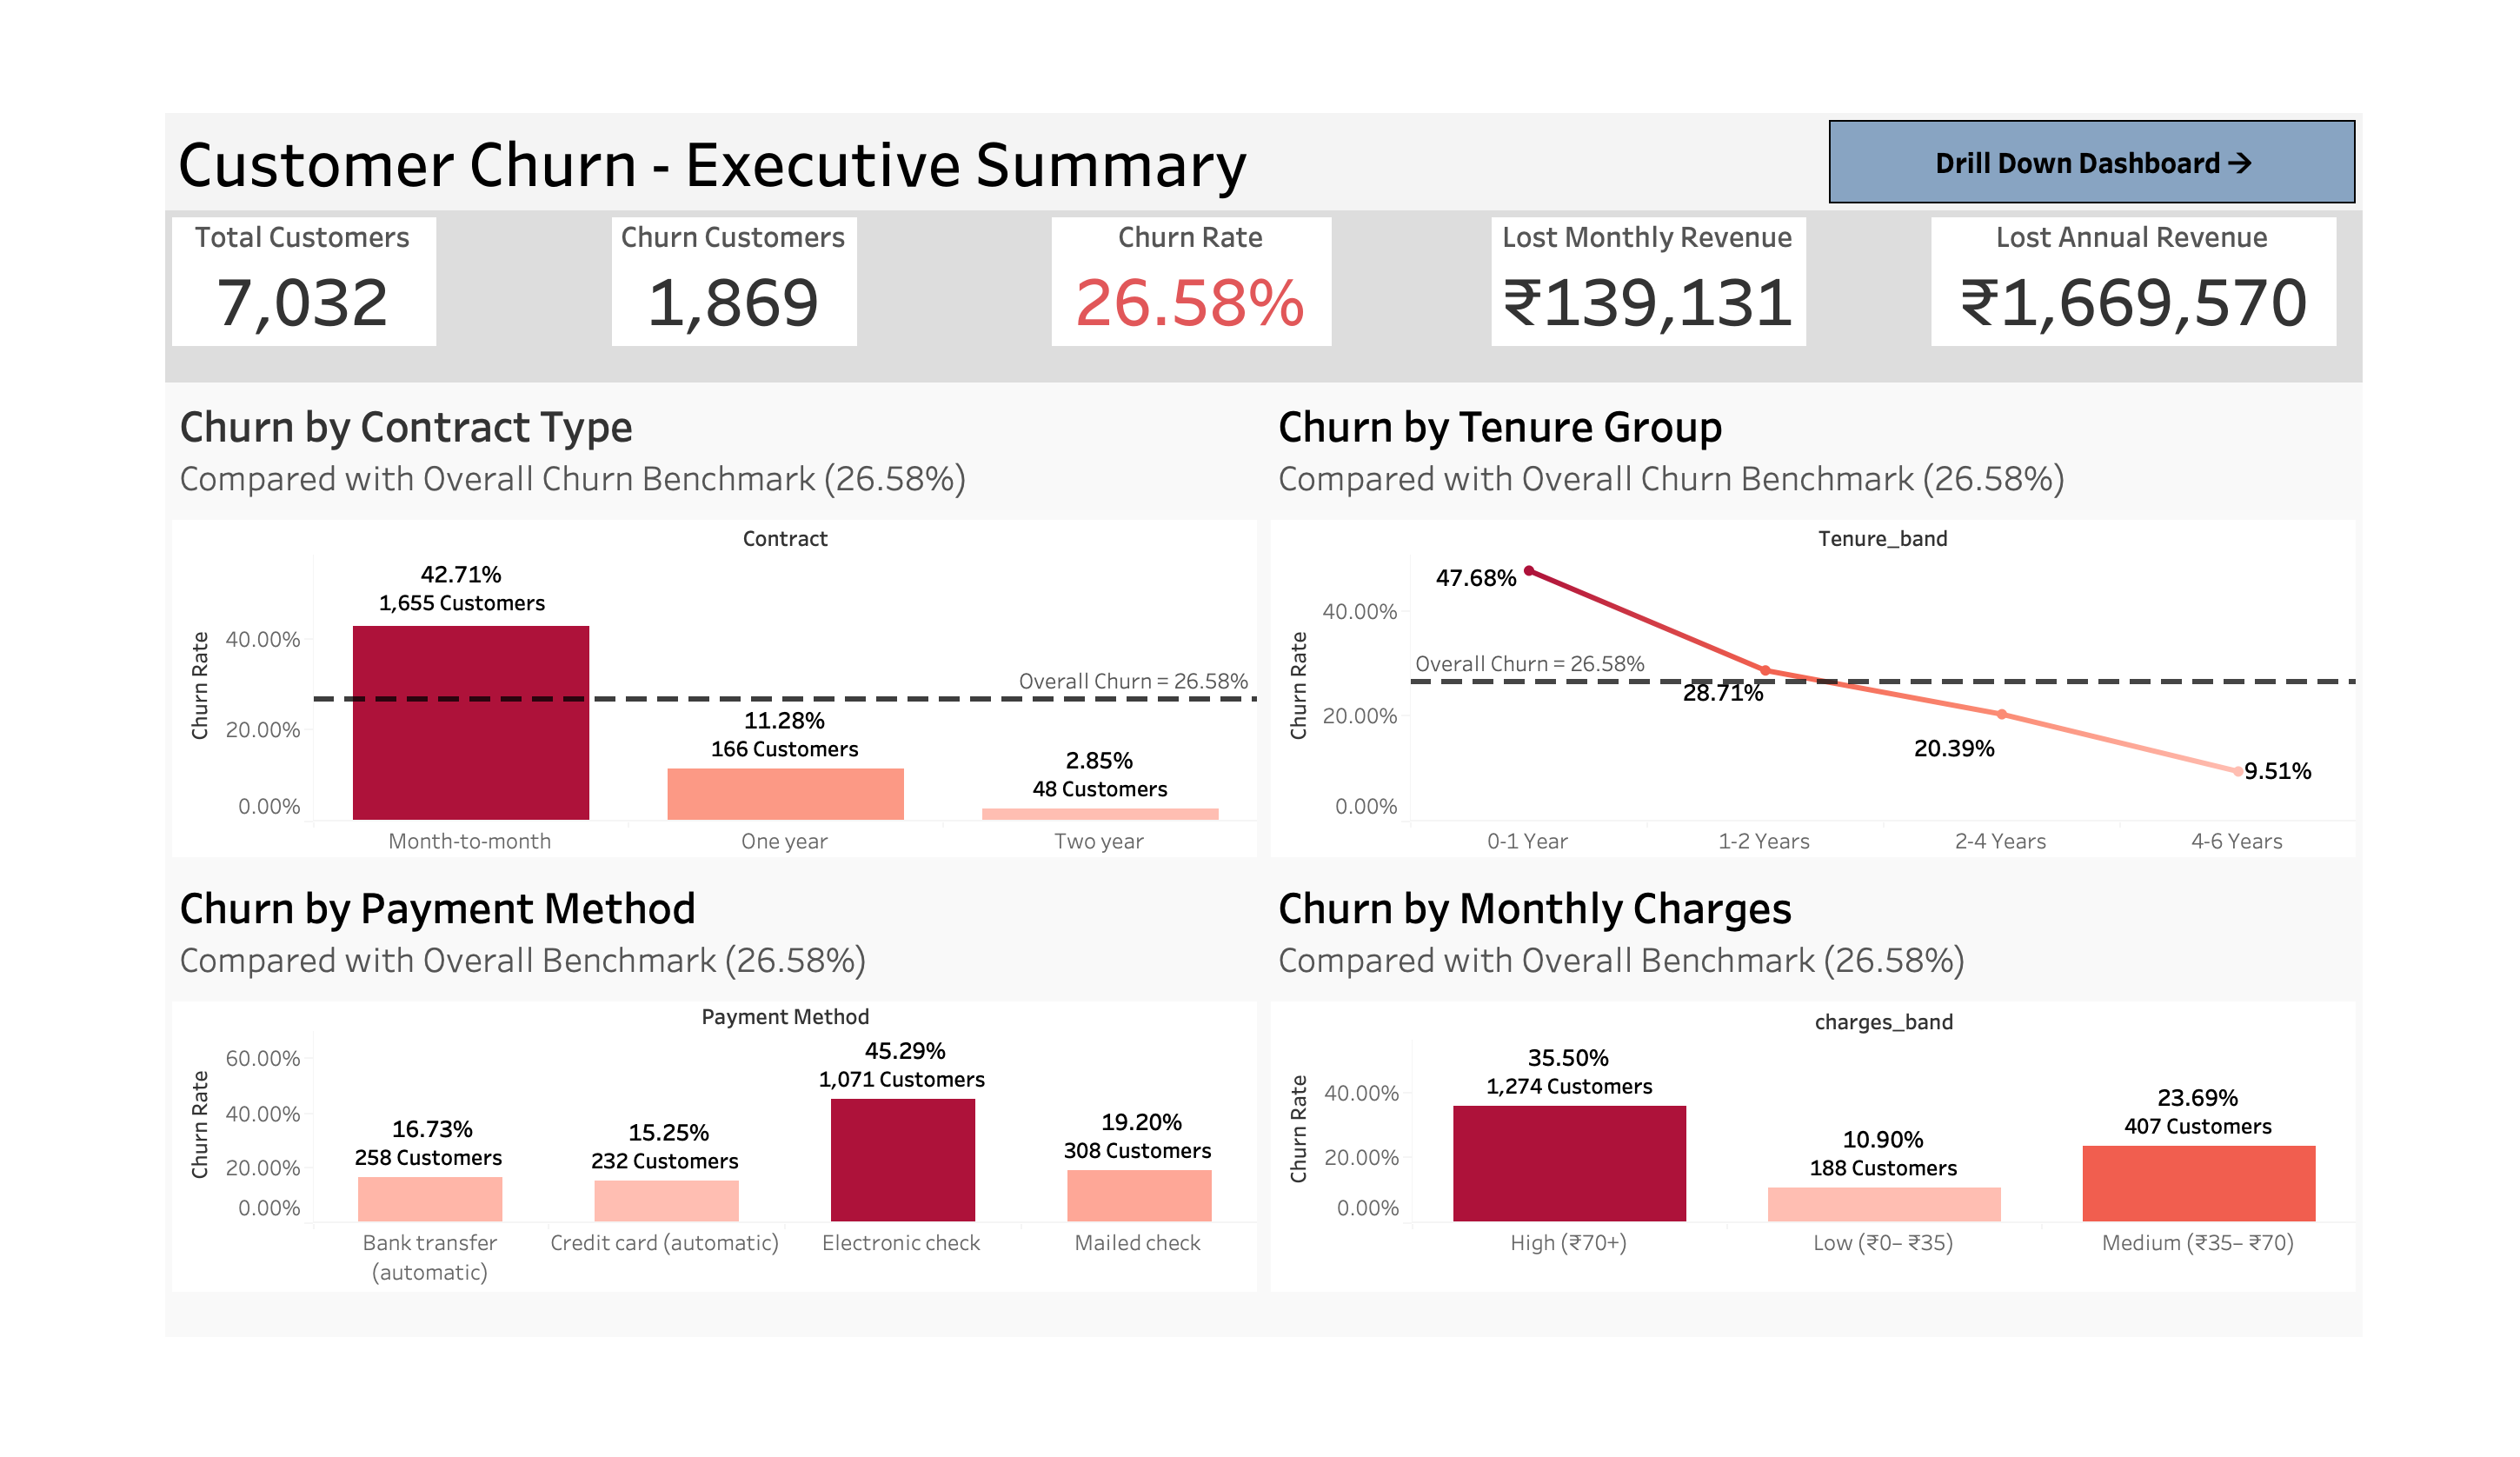 Customer Churn - Executive Summary
Drill Down Dashboard →
Total Customers
7,032
Churn Customers
1,869
Churn Rate
26.58%
Lost Monthly Revenue
₹139,131
Lost Annual Revenue
₹1,669,570
Churn by Contract Type
Compared with Overall Churn Benchmark (26.58%)
Contract
Churn Rate
40.00%
20.00%
0.00%
42.71%
1,655 Customers
Overall Churn = 26.58%
11.28%
166 Customers
2.85%
48 Customers
Month-to-month
One year
Two year
Churn by Tenure Group
Compared with Overall Churn Benchmark (26.58%)
Tenure_band
Churn Rate
40.00%
20.00%
0.00%
47.68%
Overall Churn = 26.58%
28.71%
20.39%
9.51%
0-1 Year
1-2 Years
2-4 Years
4-6 Years
Churn by Payment Method
Compared with Overall Benchmark (26.58%)
Payment Method
Churn Rate
60.00%
40.00%
20.00%
0.00%
16.73%
258 Customers
15.25%
232 Customers
45.29%
1,071 Customers
19.20%
308 Customers
Bank transfer
(automatic)
Credit card (automatic)
Electronic check
Mailed check
Churn by Monthly Charges
Compared with Overall Benchmark (26.58%)
charges_band
Churn Rate
40.00%
20.00%
0.00%
35.50%
1,274 Customers
10.90%
188 Customers
23.69%
407 Customers
High (₹70+)
Low (₹0– ₹35)
Medium (₹35– ₹70)